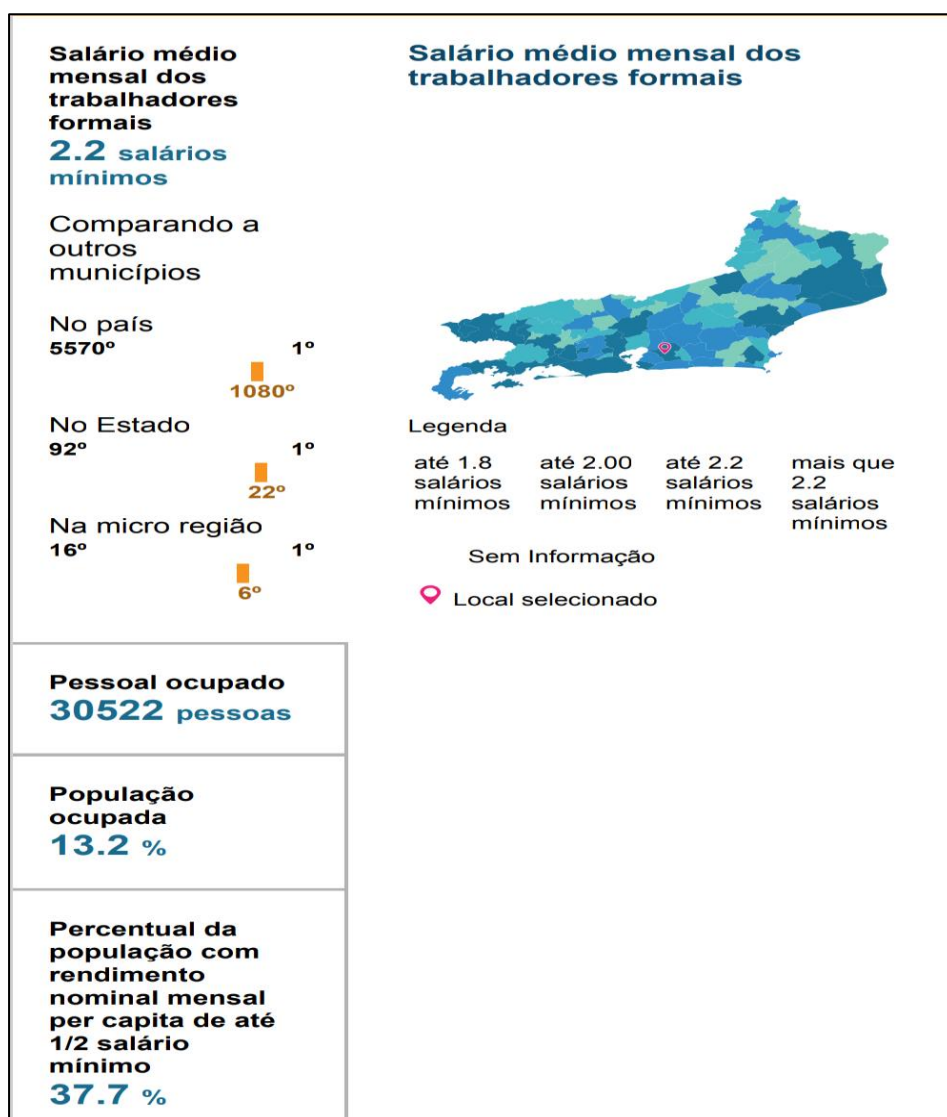 Salário médio
mensal dos
trabalhadores
formais
2.2 salários
mínimos
Comparando a
outros
municípios
No país
5570º 1º
1080º
No Estado
92º 1º
22º
Na micro região
16º 1º
6º
Salário médio mensal dos
trabalhadores formais
Legenda
até 1.8
salários
mínimos
até 2.00
salários
mínimos
até 2.2
salários
mínimos
mais que
2.2
salários
mínimos
Sem Informação
Local selecionado
Pessoal ocupado
30522 pessoas
População
ocupada
13.2 %
Percentual da
população com
rendimento
nominal mensal
per capita de até
1/2 salário
mínimo
37.7 %